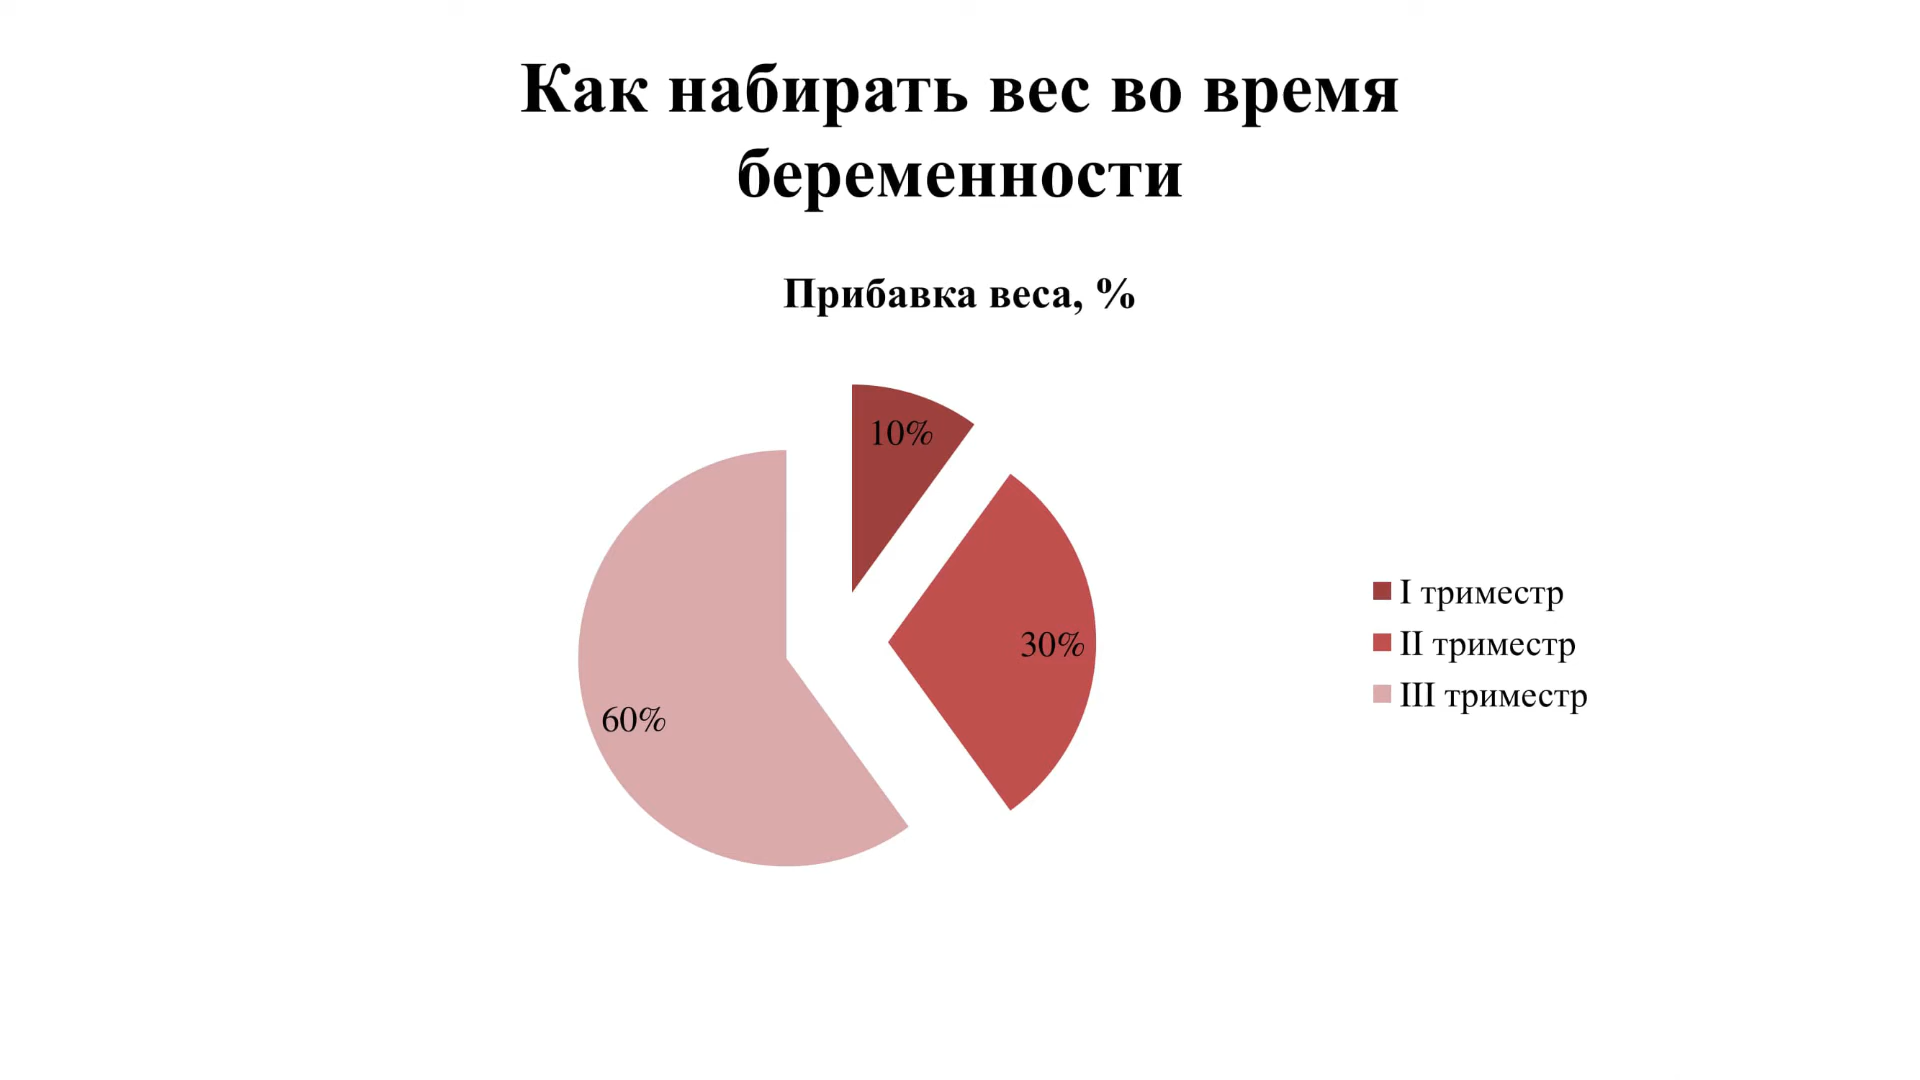 Как набирать вес во время
беременности
Прибавка веса, %
10%
30%
60%
I триместр
II триместр
III триместр